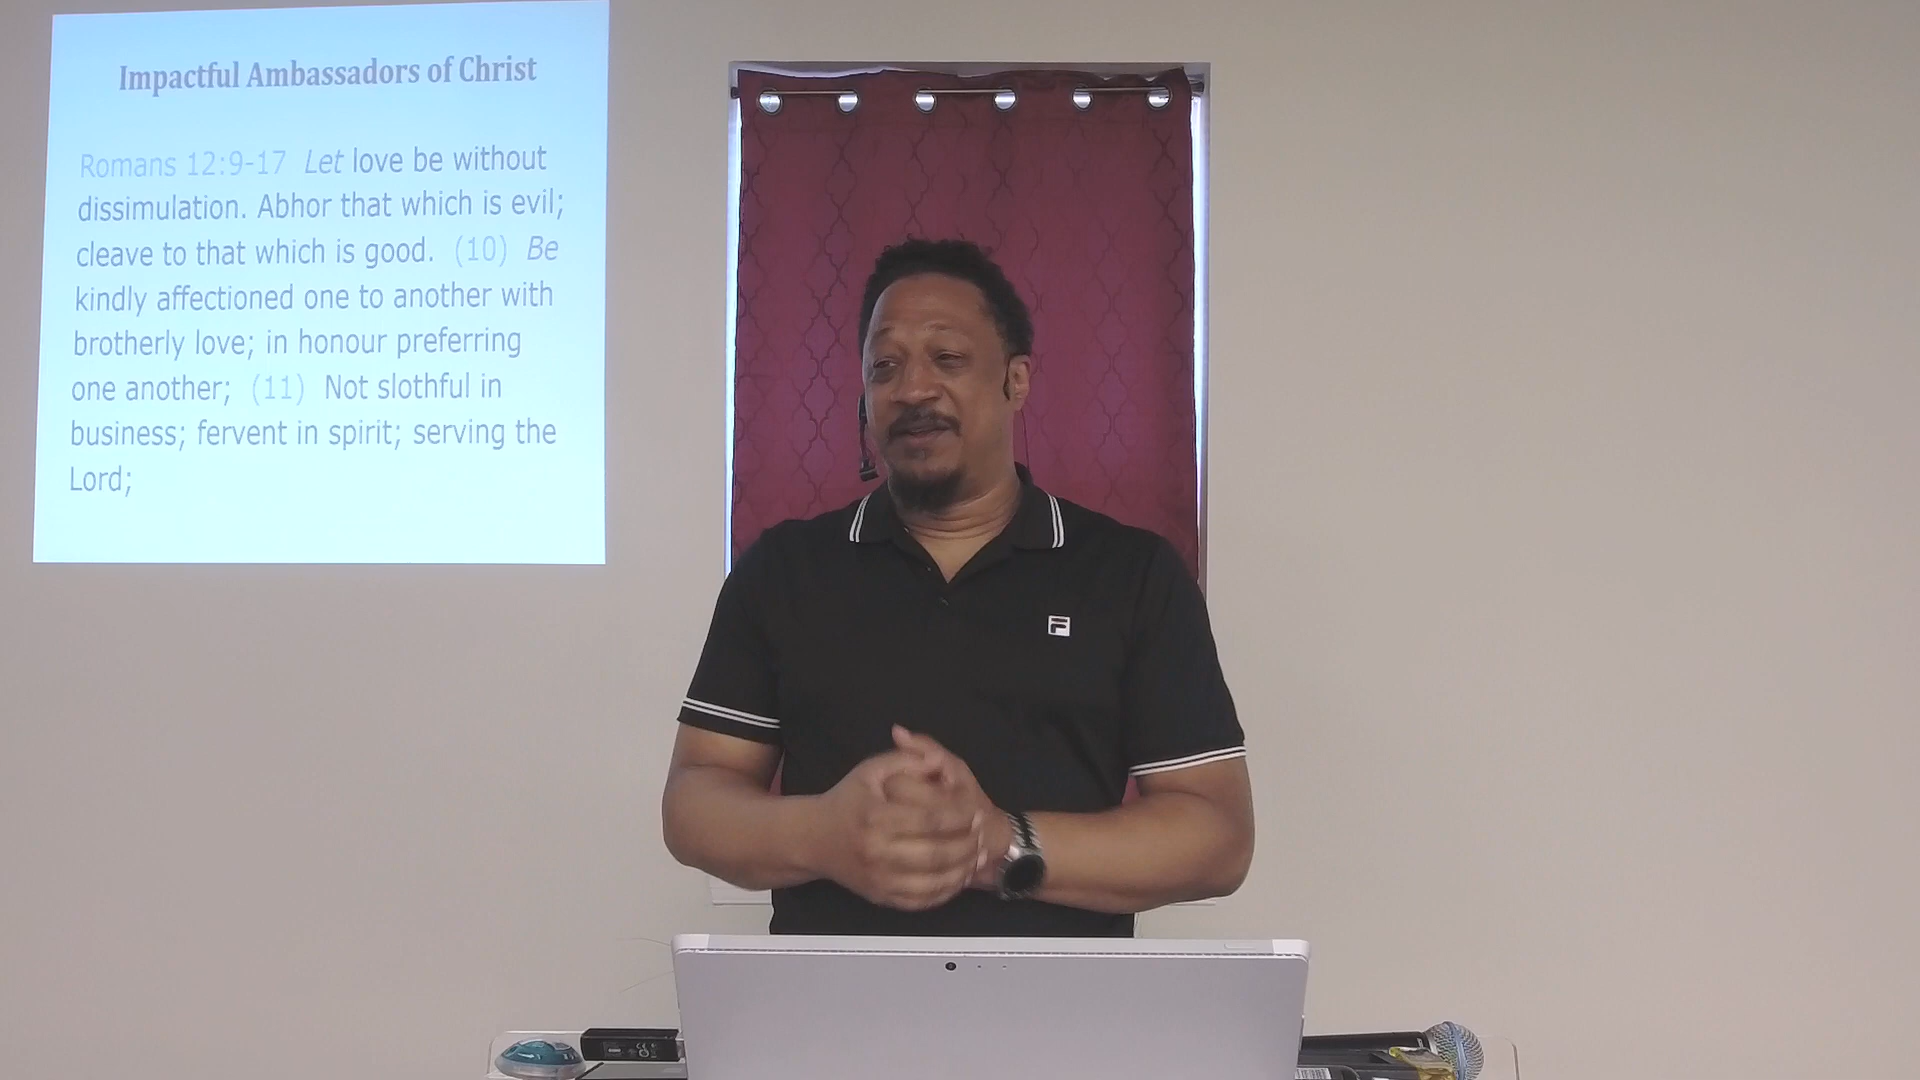 Impactful Ambassadors of Christ
Romans 12:9-17 Let love be without
dissimulation. Abhor that which is evil;
cleave to that which is good. (10) Be
kindly affectioned one to another with
brotherly love; in honour preferring
one another; (11) Not slothful in
business; fervent in spirit; serving the
Lord;
F